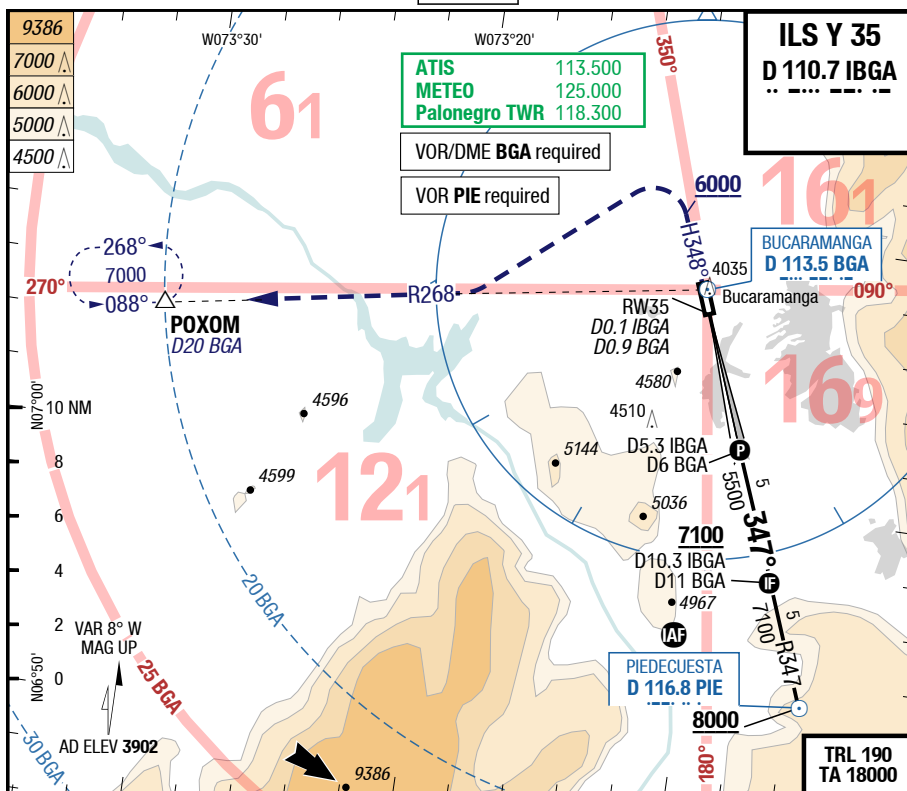 9386
7000
6000
5000
4500
W073°30'
W073°20'
350°
ILS Y 35
D 110.7 IBGA
ATIS 113.500
METEO 125.000
Palonegro TWR 118.300
VOR/DME BGA required
VOR PIE required
61
161
6000
H348°
BUCARAMANGA
D 113.5 BGA
4035
Bucaramanga
268°
7000
088°
270°
R268
090°
POXOM
D20 BGA
RW35
D0.1 IBGA
D0.9 BGA
169
4580
4510
N07°00'
10 NM
4596
4599
121
5144
D5.3 IBGA
D6 BGA
P
5500
5
8
6
5036
7100
347°
D10.3 IBGA
D11 BGA
IF
4
4967
7100
5
R347
IAF
2
VAR 8° W
MAG UP
20 BGA
25 BGA
30 BGA
N06°50'
0
PIEDECUESTA
D 116.8 PIE
8000
AD ELEV 3902
9386
180°
TRL 190
TA 18000